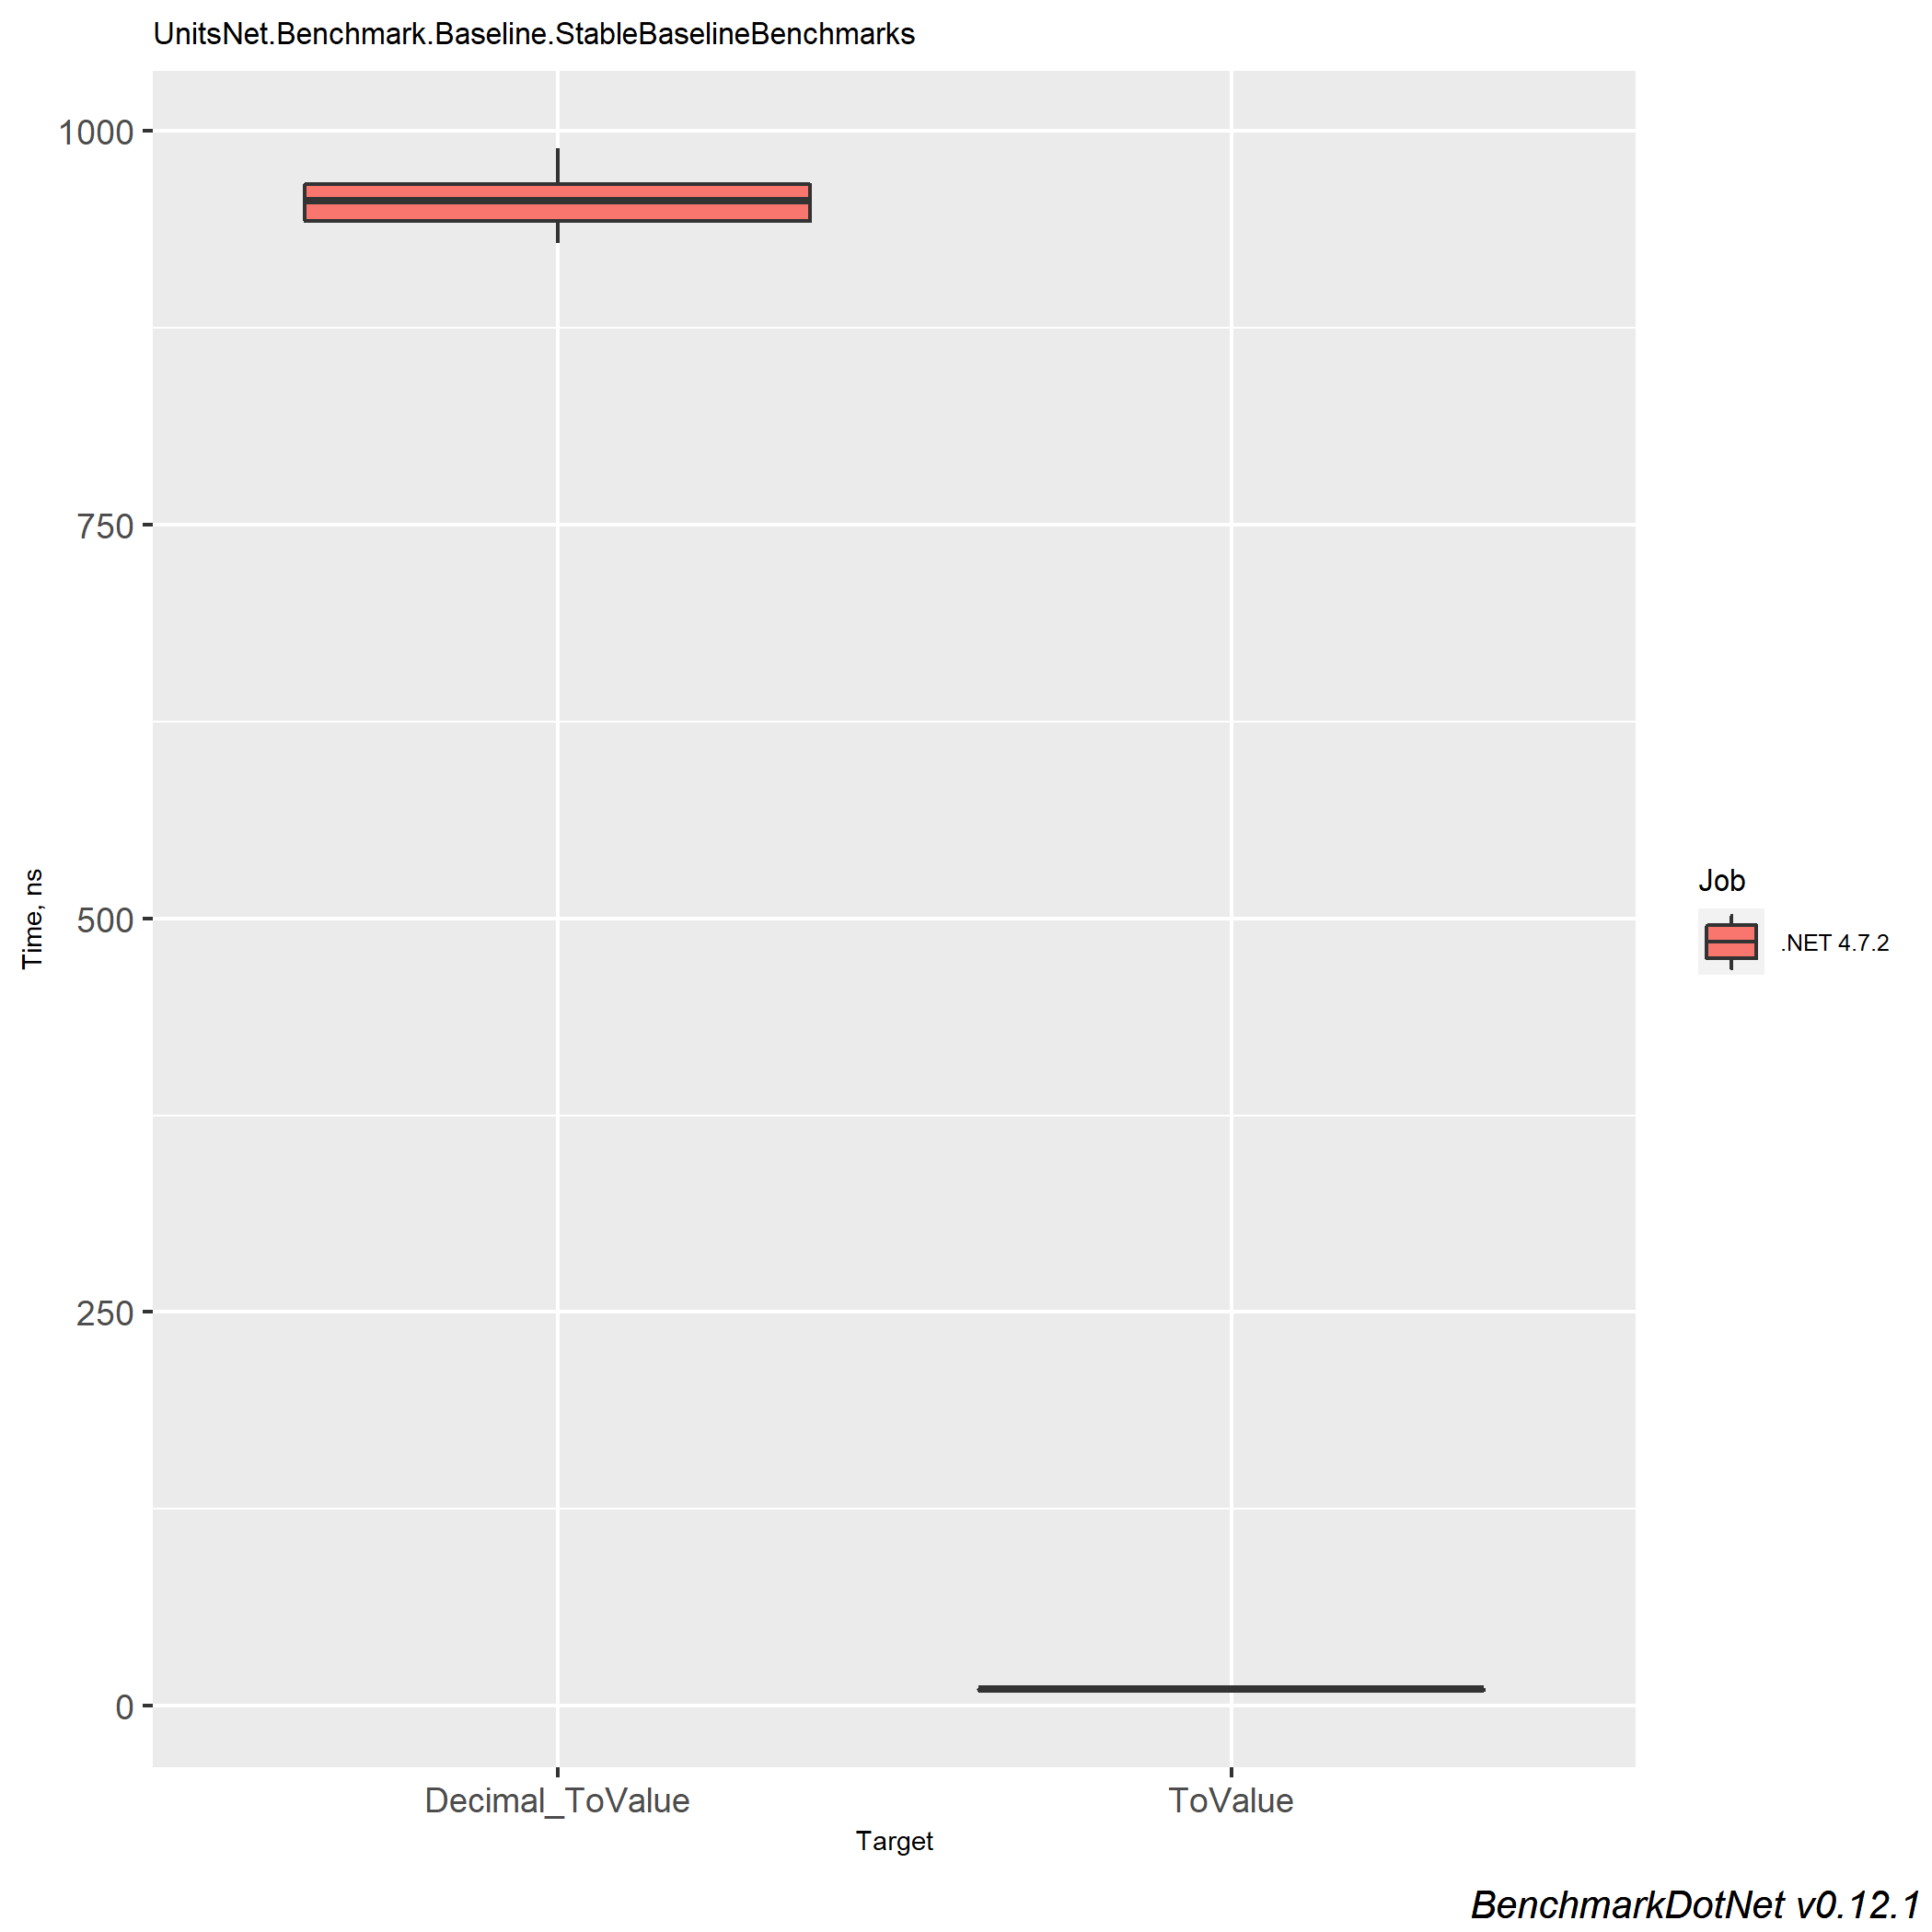 UnitsNet.Benchmark.Baseline.StableBaselineBenchmarks
1000
750
500
250
0
Time, ns
Decimal_ToValue
ToValue
Target
Job
.NET 4.7.2
BenchmarkDotNet v0.12.1